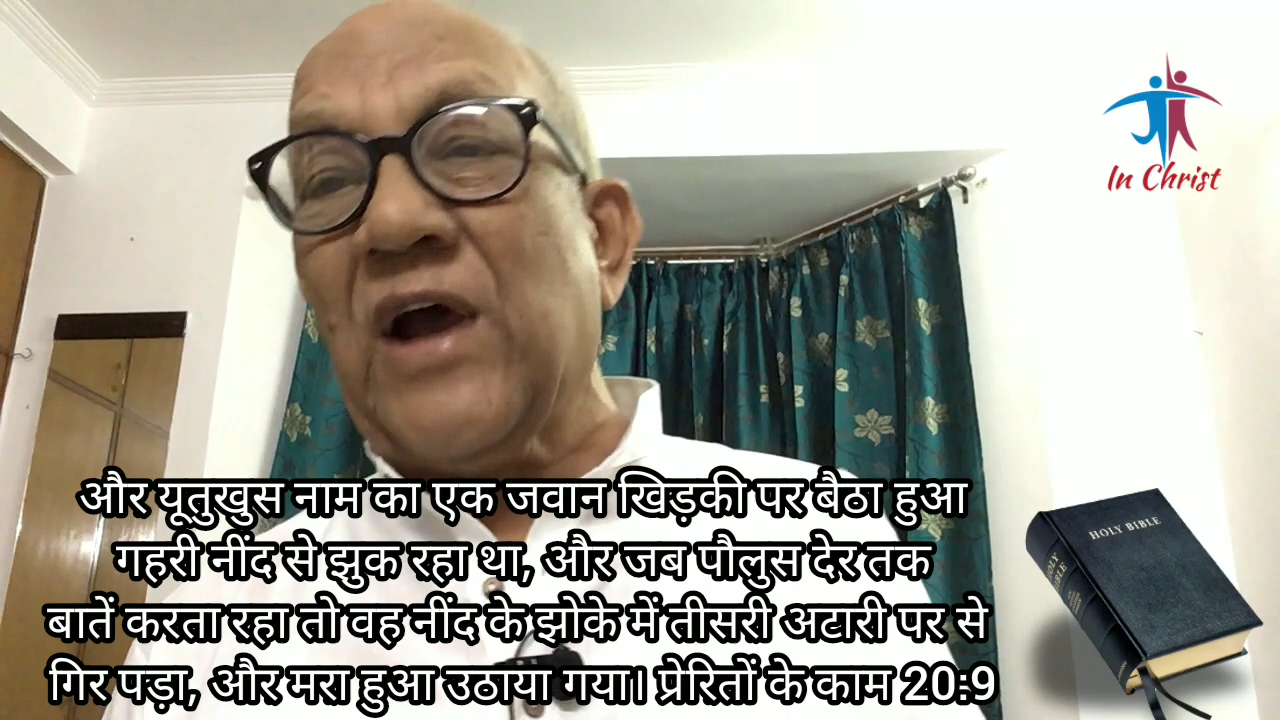 In Christ
HOLY BIBLE
HOLY
BIBLE
और यूतुखुस नाम का एक जवान खिड़की पर बैठा हुआ
गहरी नींद से झुक रहा था, और जब पौलुस देर तक
बातें करता रहा तो वह नींद के झोके में तीसरी अटारी पर से
गिर पड़ा, और मरा हुआ उठाया गया। प्रेरितों के काम 20:9